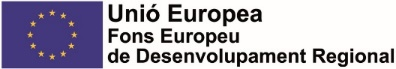 Unió Europea
Fons Europeu
de Desenvolupament Regional